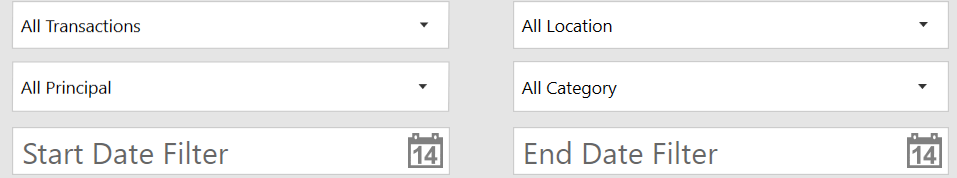 All Transactions
All Location
All Principal
All Category
Start Date Filter 14
End Date Filter 14